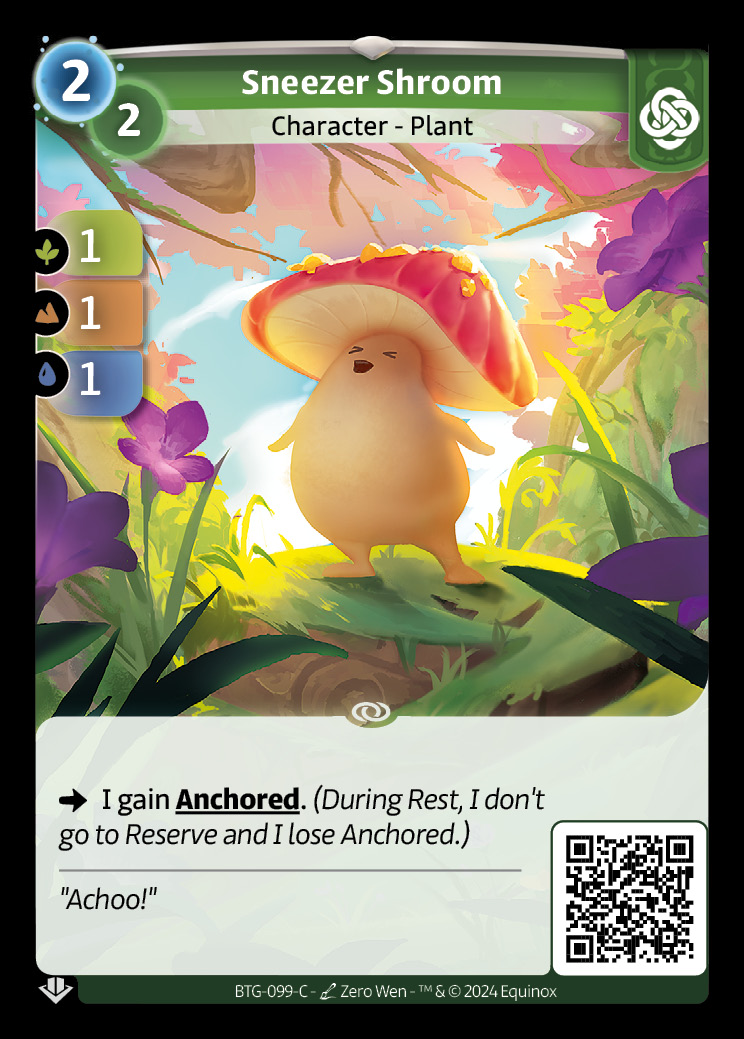 2
Sneezer Shroom
2
Character - Plant
1
1
1
I gain Anchored. (During Rest, I don't
go to Reserve and I lose Anchored.)
"Achoo!"
BTG-099-C - Zero Wen - ™ & © 2024 Equinox